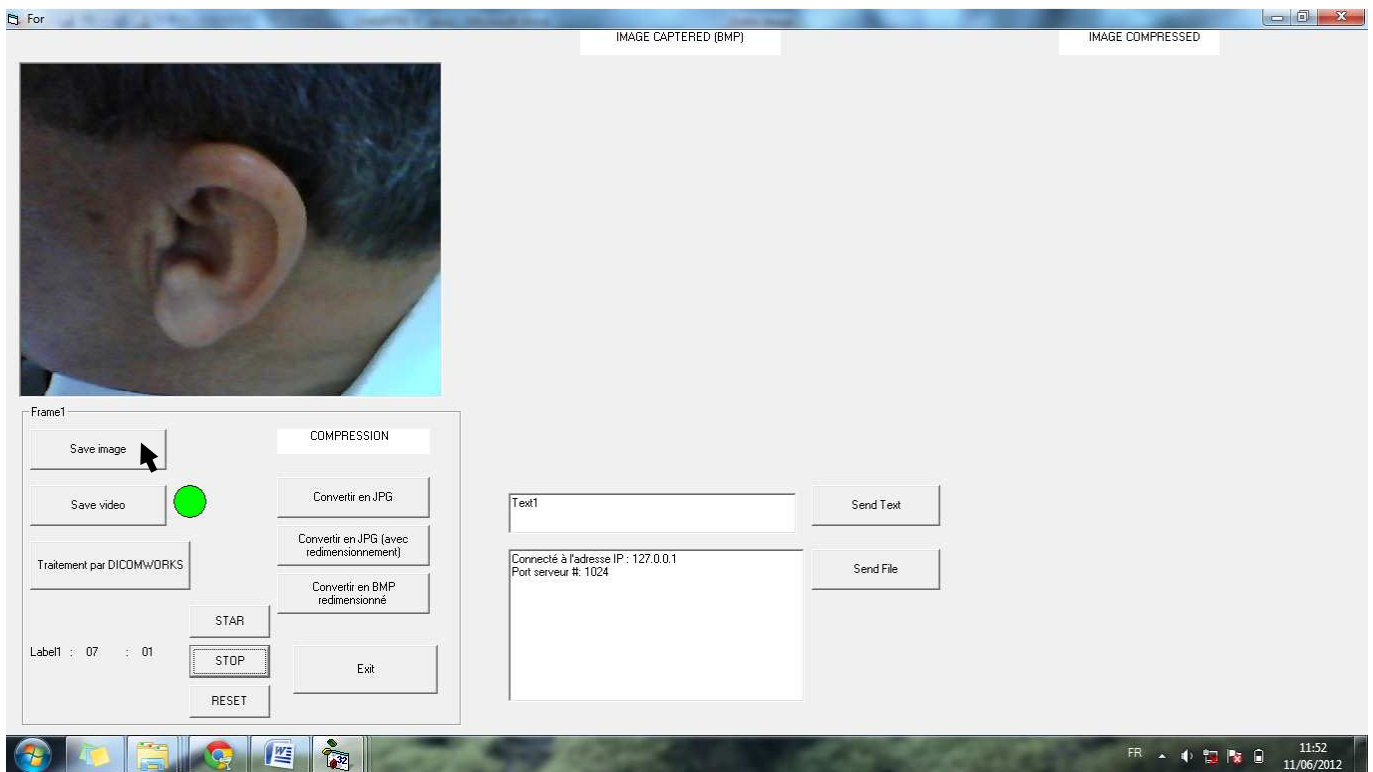 For
IMAGE CAPTERED (BMP)
IMAGE COMPRESSED
Frame1
Save image
COMPRESSION
Save video
Convertir en JPG
Convertir en JPG (avec
redimensionnement)
Traitement par DICOMWORKS
Convertir en BMP
redimensionné
STAR
Label1 : 07 : 01
STOP
Exit
RESET
Text1
Send Text
Connecté à l'adresse IP : 127.0.0.1
Port serveur #: 1024
Send File
W
32
FR
11:52
11/06/2012